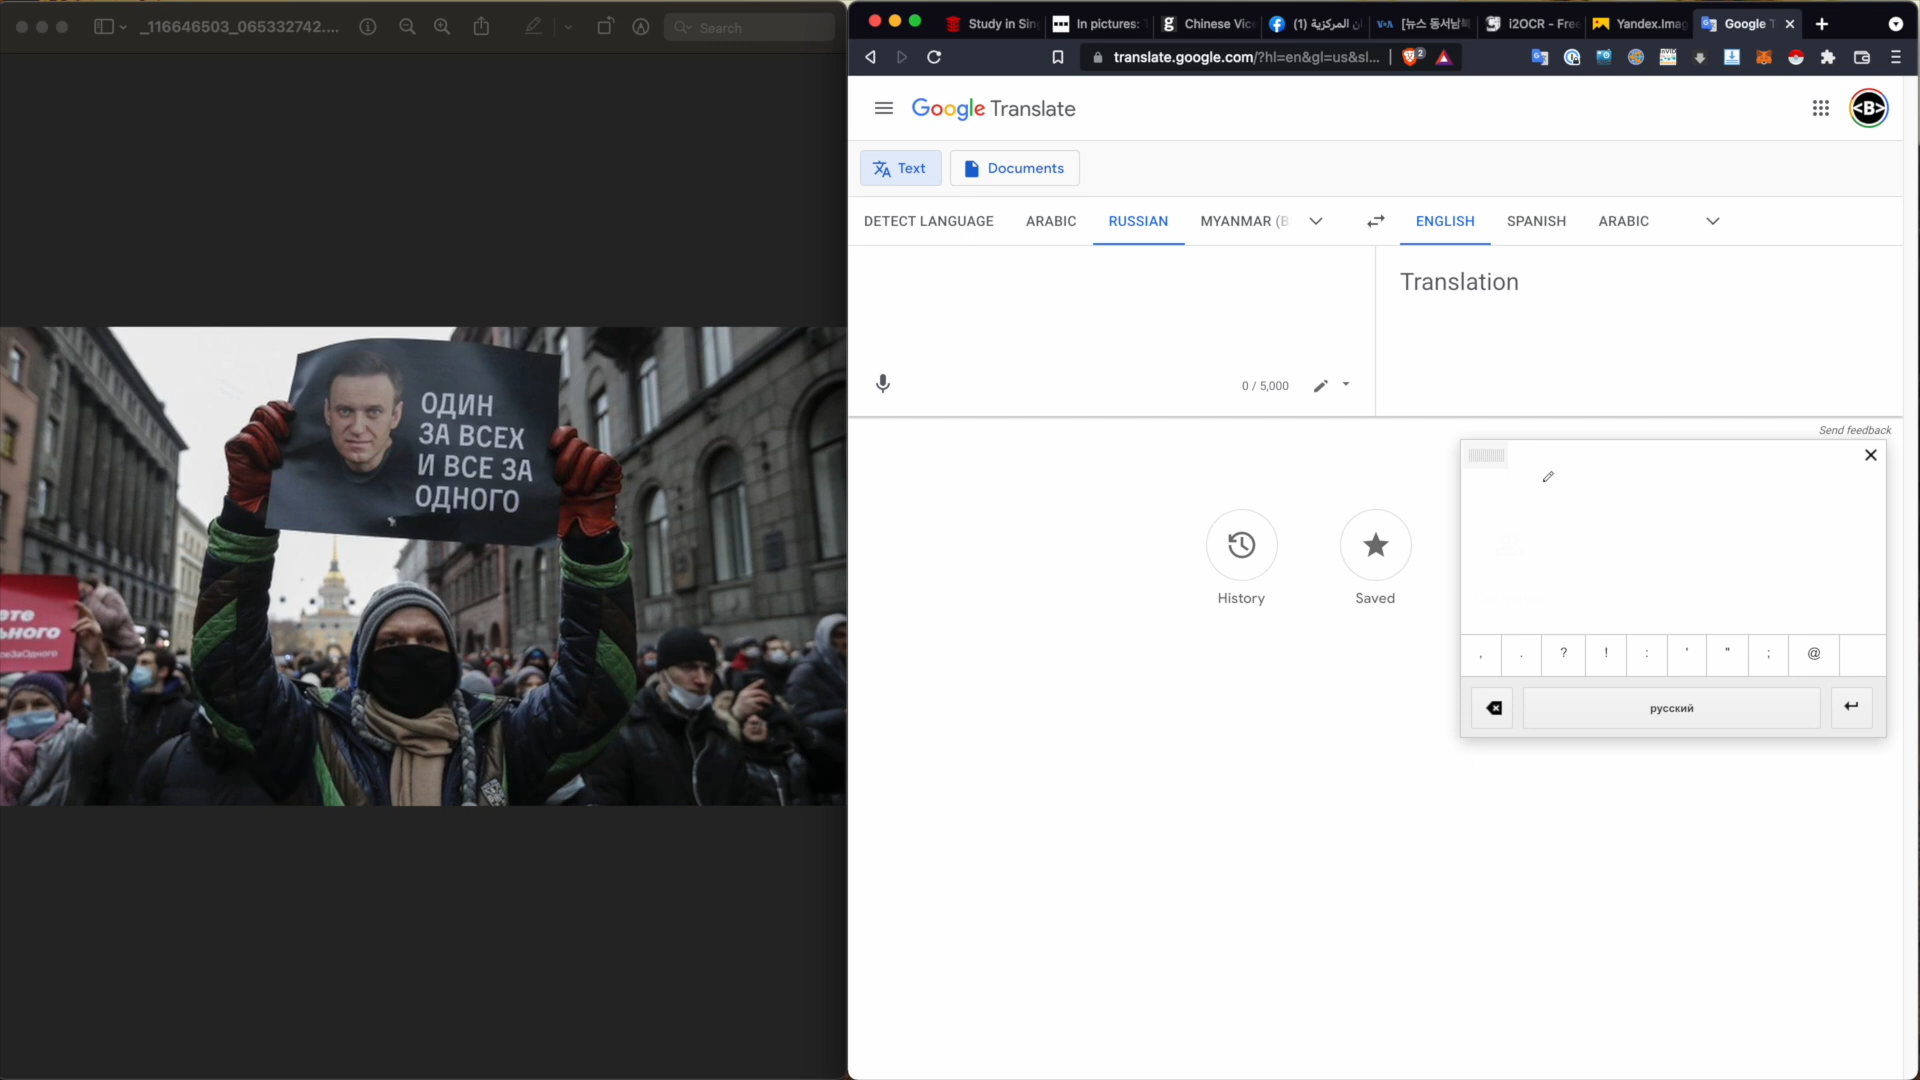 _116646503_065332742....
Search
Study in Sin
In pictures: T
Chinese Vice
(1) ن المركزية
[뉴스 동서남북
i2OCR - Free
Yandex.Imag
Google T
translate.google.com/?hl=en&gl=us&sl...
2
Google Translate
<B>
Text
Documents
DETECT LANGUAGE
ARABIC
RUSSIAN
MYANMAR (B
ENGLISH
SPANISH
ARABIC
Translation
0 / 5,000
Send feedback
History
Saved
, . ? ! : ' " ; @
русский
ОДИН
ЗА ВСЕХ
И ВСЕ ЗА
ОДНОГО